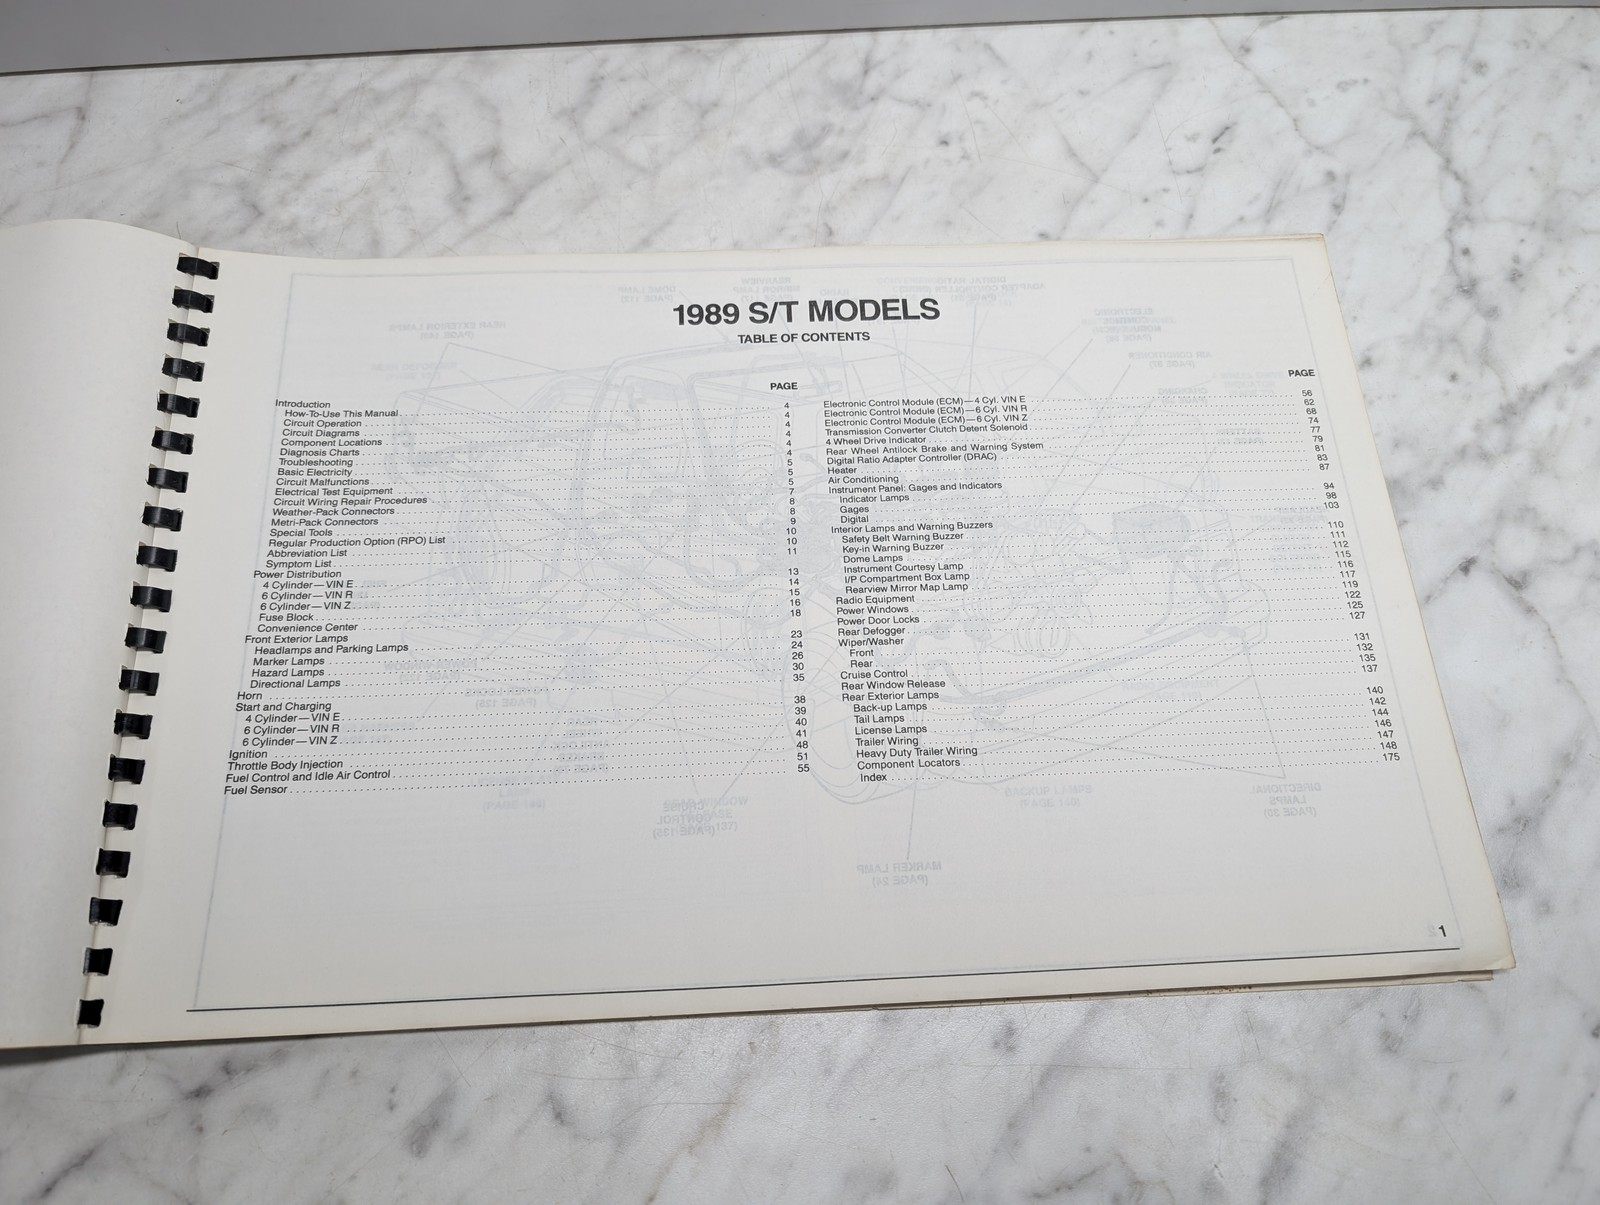 1989 S/T MODELS
TABLE OF CONTENTS
PAGE
Introduction
How-To-Use This Manual 4
Circuit Operation 4
Circuit Diagrams 4
Component Locations 4
Diagnosis Charts 4
Troubleshooting 4
Basic Electricity 5
Circuit Malfunctions 5
Electrical Test Equipment 5
Circuit Wiring Repair Procedures 7
Weather-Pack Connectors 8
Metri-Pack Connectors 8
Special Tools 9
Regular Production Option (RPO) List 10
Abbreviation List 10
Symptom List 11
Power Distribution
4 Cylinder—VIN E 13
6 Cylinder—VIN R 14
6 Cylinder—VIN Z 15
Fuse Block 16
Convenience Center 18
Front Exterior Lamps
Headlamps and Parking Lamps 23
Marker Lamps 24
Hazard Lamps 26
Directional Lamps 30
Horn 35
Start and Charging
4 Cylinder—VIN E 38
6 Cylinder—VIN R 39
6 Cylinder—VIN Z 40
Ignition 41
Throttle Body Injection 48
Fuel Control and Idle Air Control 51
Fuel Sensor 55
PAGE
Electronic Control Module (ECM)—4 Cyl. VIN E 56
Electronic Control Module (ECM)—6 Cyl. VIN R 62
Electronic Control Module (ECM)—6 Cyl. VIN Z 68
Transmission Converter Clutch Detent Solenoid 74
4 Wheel Drive Indicator 77
Rear Wheel Antilock Brake and Warning System 79
Digital Ratio Adapter Controller (DRAC) 81
Heater 83
Air Conditioning 87
Instrument Panel: Gages and Indicators
Indicator Lamps 94
Gages 98
Digital 103
Interior Lamps and Warning Buzzers
Safety Belt Warning Buzzer 110
Key-in Warning Buzzer 111
Dome Lamps 112
Instrument Courtesy Lamp 115
I/P Compartment Box Lamp 116
Rearview Mirror Map Lamp 117
Radio Equipment 119
Power Windows 122
Power Door Locks 125
Rear Defogger 127
Wiper/Washer
Front 131
Rear 132
Cruise Control 135
Rear Window Release 137
Rear Exterior Lamps
Back-up Lamps 140
Tail Lamps 142
License Lamps 144
Trailer Wiring 146
Heavy Duty Trailer Wiring 147
Component Locators 148
Index 175
1